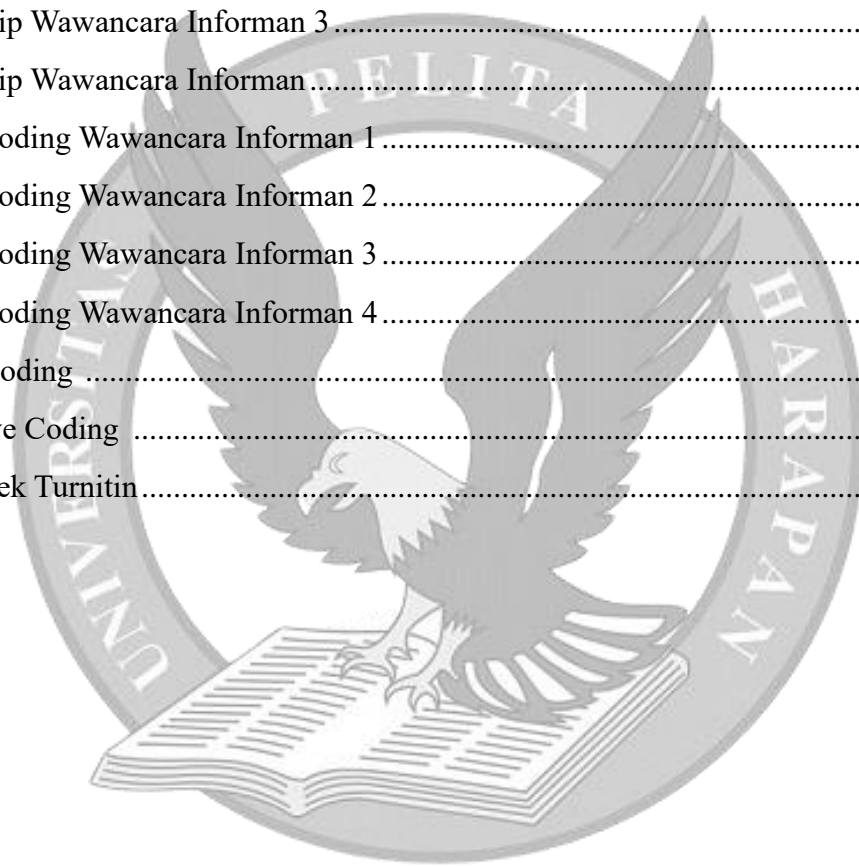 ip Wawancara Informan 3
ip Wawancara Informan
oding Wawancara Informan 1
oding Wawancara Informan 2
oding Wawancara Informan 3
oding Wawancara Informan 4
oding
ve Coding
ek Turnitin
UNIVERSITAS PELITA HARAPAN